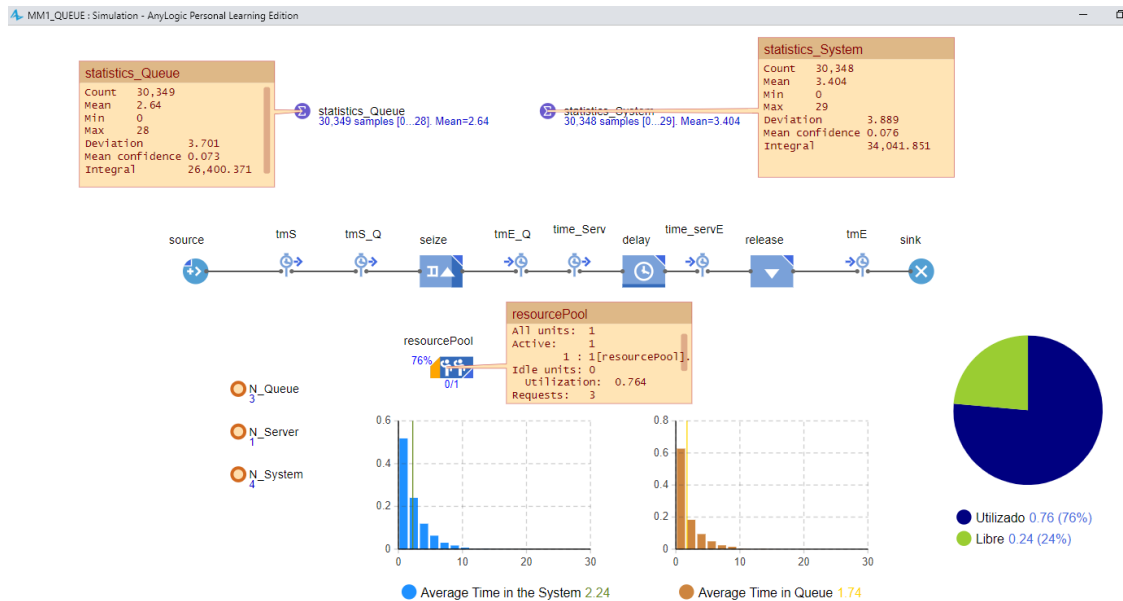 MM1_QUEUE : Simulation - AnyLogic Personal Learning Edition
statistics_Queue
Count 30,349
Mean 2.64
Min 0
Max 28
Deviation 3.701
Mean confidence 0.073
Integral 26,400.371
statistics_Queue
30,349 samples [0...28]. Mean=2.64
statistics_System
30,348 samples [0...29]. Mean=3.404
statistics_System
Count 30,348
Mean 3.404
Min 0
Max 29
Deviation 3.889
Mean confidence 0.076
Integral 34,041.851
source
tmS
tmS_Q
seize
tmE_Q
time_Serv
delay
time_servE
release
tmE
sink
resourcePool
76%
0/1
resourcePool
All units: 1
Active: 1
1 : 1[resourcePool].
Idle units: 0
Utilization: 0.764
Requests: 3
N_Queue
3
N_Server
1
N_System
4
0.6
0.4
0.2
0
0 10 20 30
Average Time in the System 2.24
0.8
0.6
0.4
0.2
0
0 10 20 30
Average Time in Queue 1.74
Utilizado 0.76 (76%)
Libre 0.24 (24%)